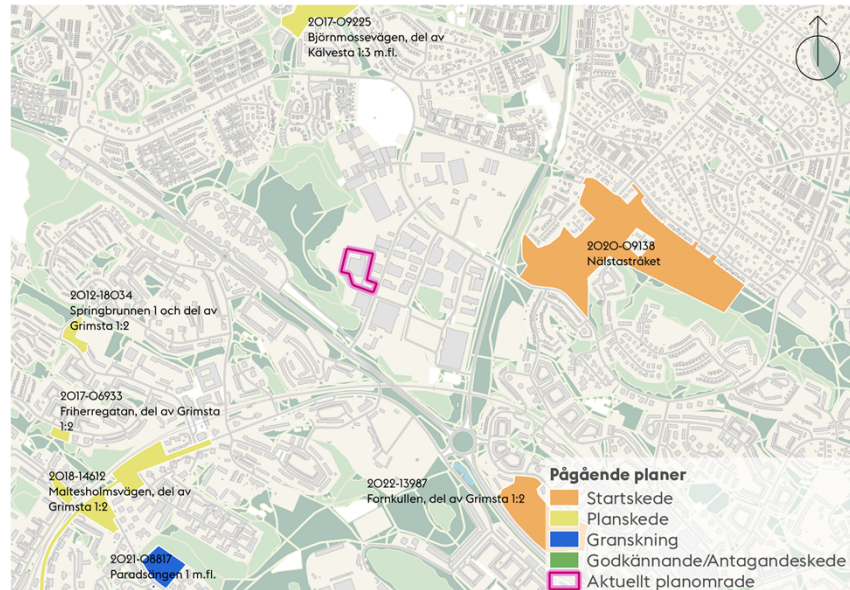 2017-09225
Björnmossevägen, del av
Kälvesta 1:3 m.fl.
2020-09138
Nälstastråket
2012-18034
Springbrunnen 1 och del av
Grimsta 1:2
2017-06933
Friherregatan, del av Grimsta
1:2
2018-14612
Maltesholmsvägen, del av
Grimsta 1:2
2022-13987
Fornkullen, del av Grimsta 1:2
2021-08817
Paradsängen 1 m.fl.
Pågående planer
Startskede
Planskede
Granskning
Godkännande/Antagandeskede
Aktuellt planomrade